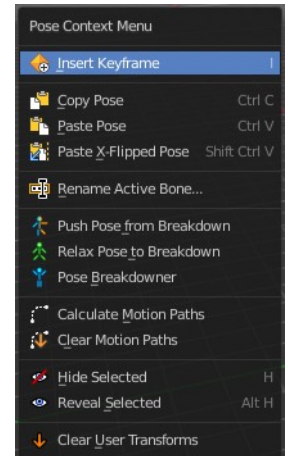 Pose Context Menu
Insert Keyframe I
Copy Pose Ctrl C
Paste Pose Ctrl V
Paste X-Flipped Pose Shift Ctrl V
Rename Active Bone...
Push Pose from Breakdown
Relax Pose to Breakdown
Pose Breakdowner
Calculate Motion Paths
Clear Motion Paths
Hide Selected H
Reveal Selected Alt H
Clear User Transforms